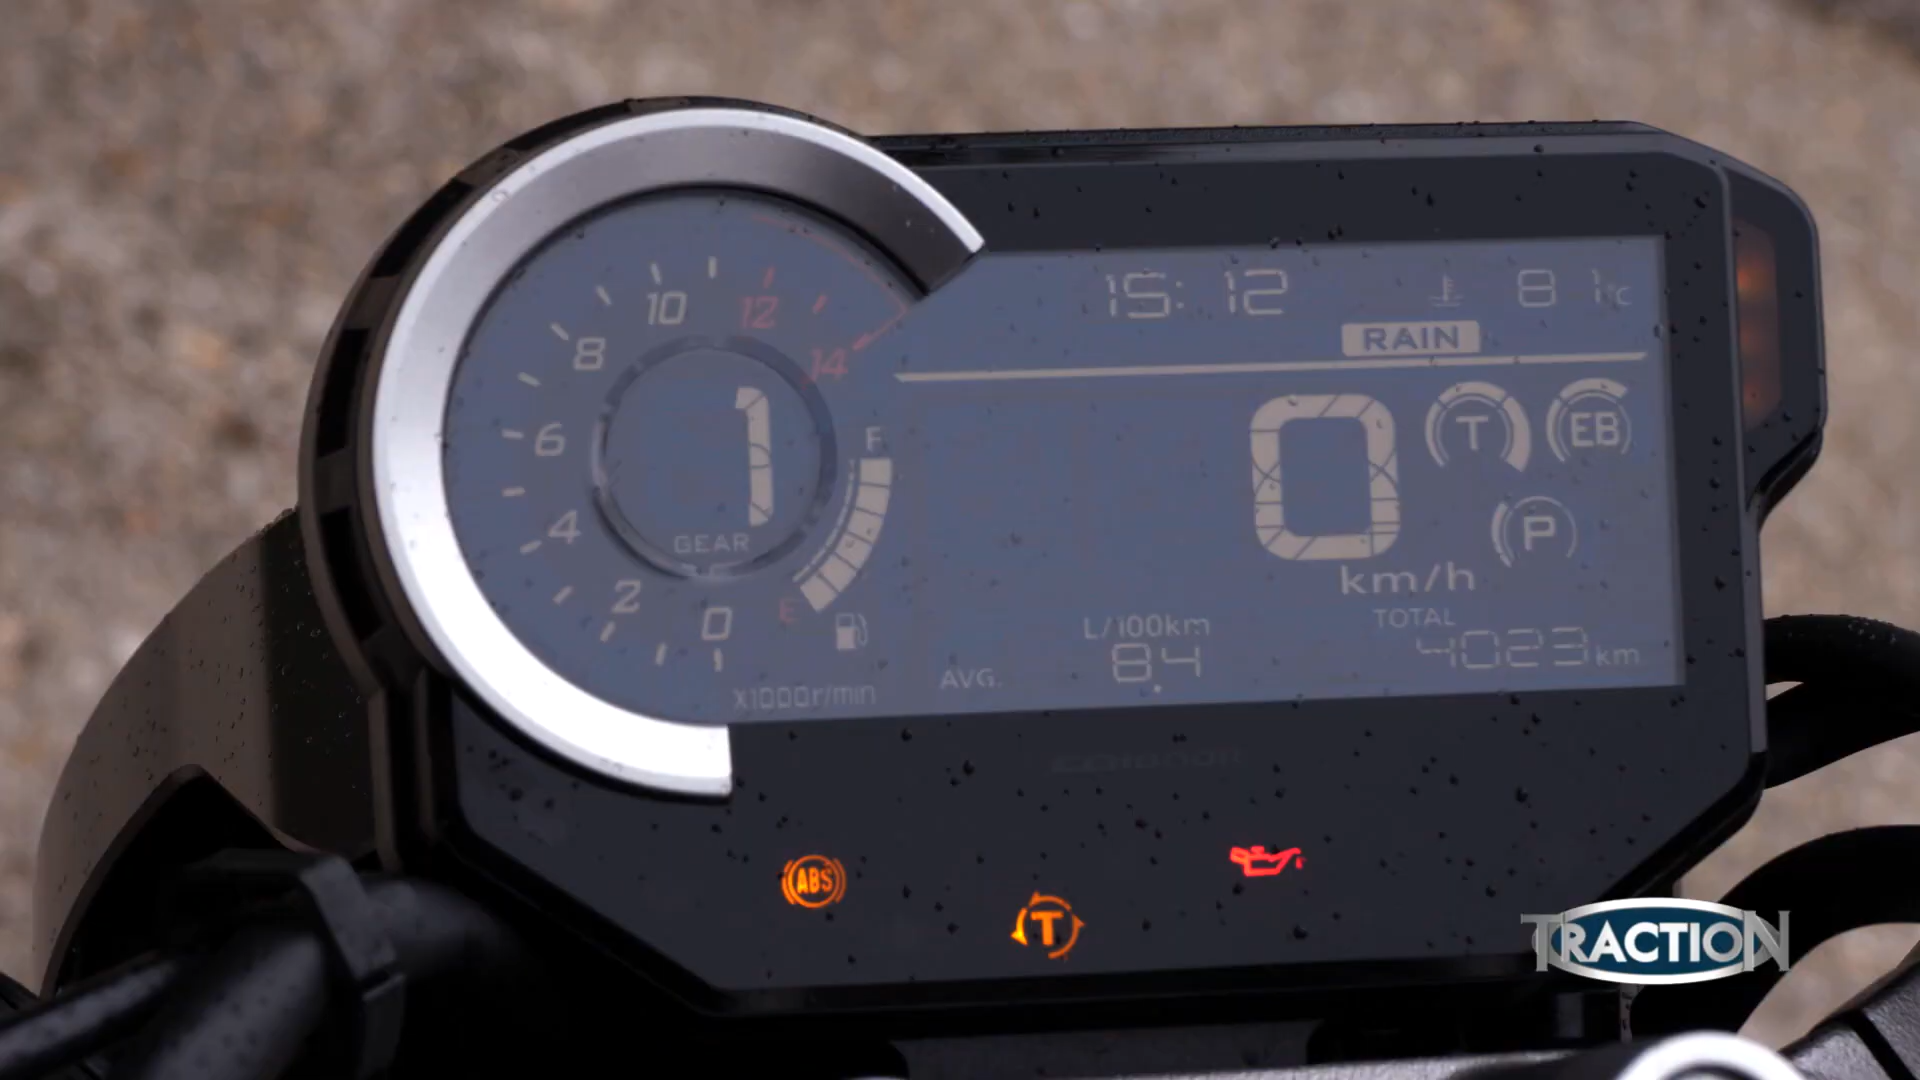 15:12
81°C
RAIN
10
12
8
14
6
4
2
0
1
GEAR
F
E
X1000r/min
0
km/h
T
EB
P
L/100km
AVG. 8.4
TOTAL
4023km
ABS
T
TRACTION